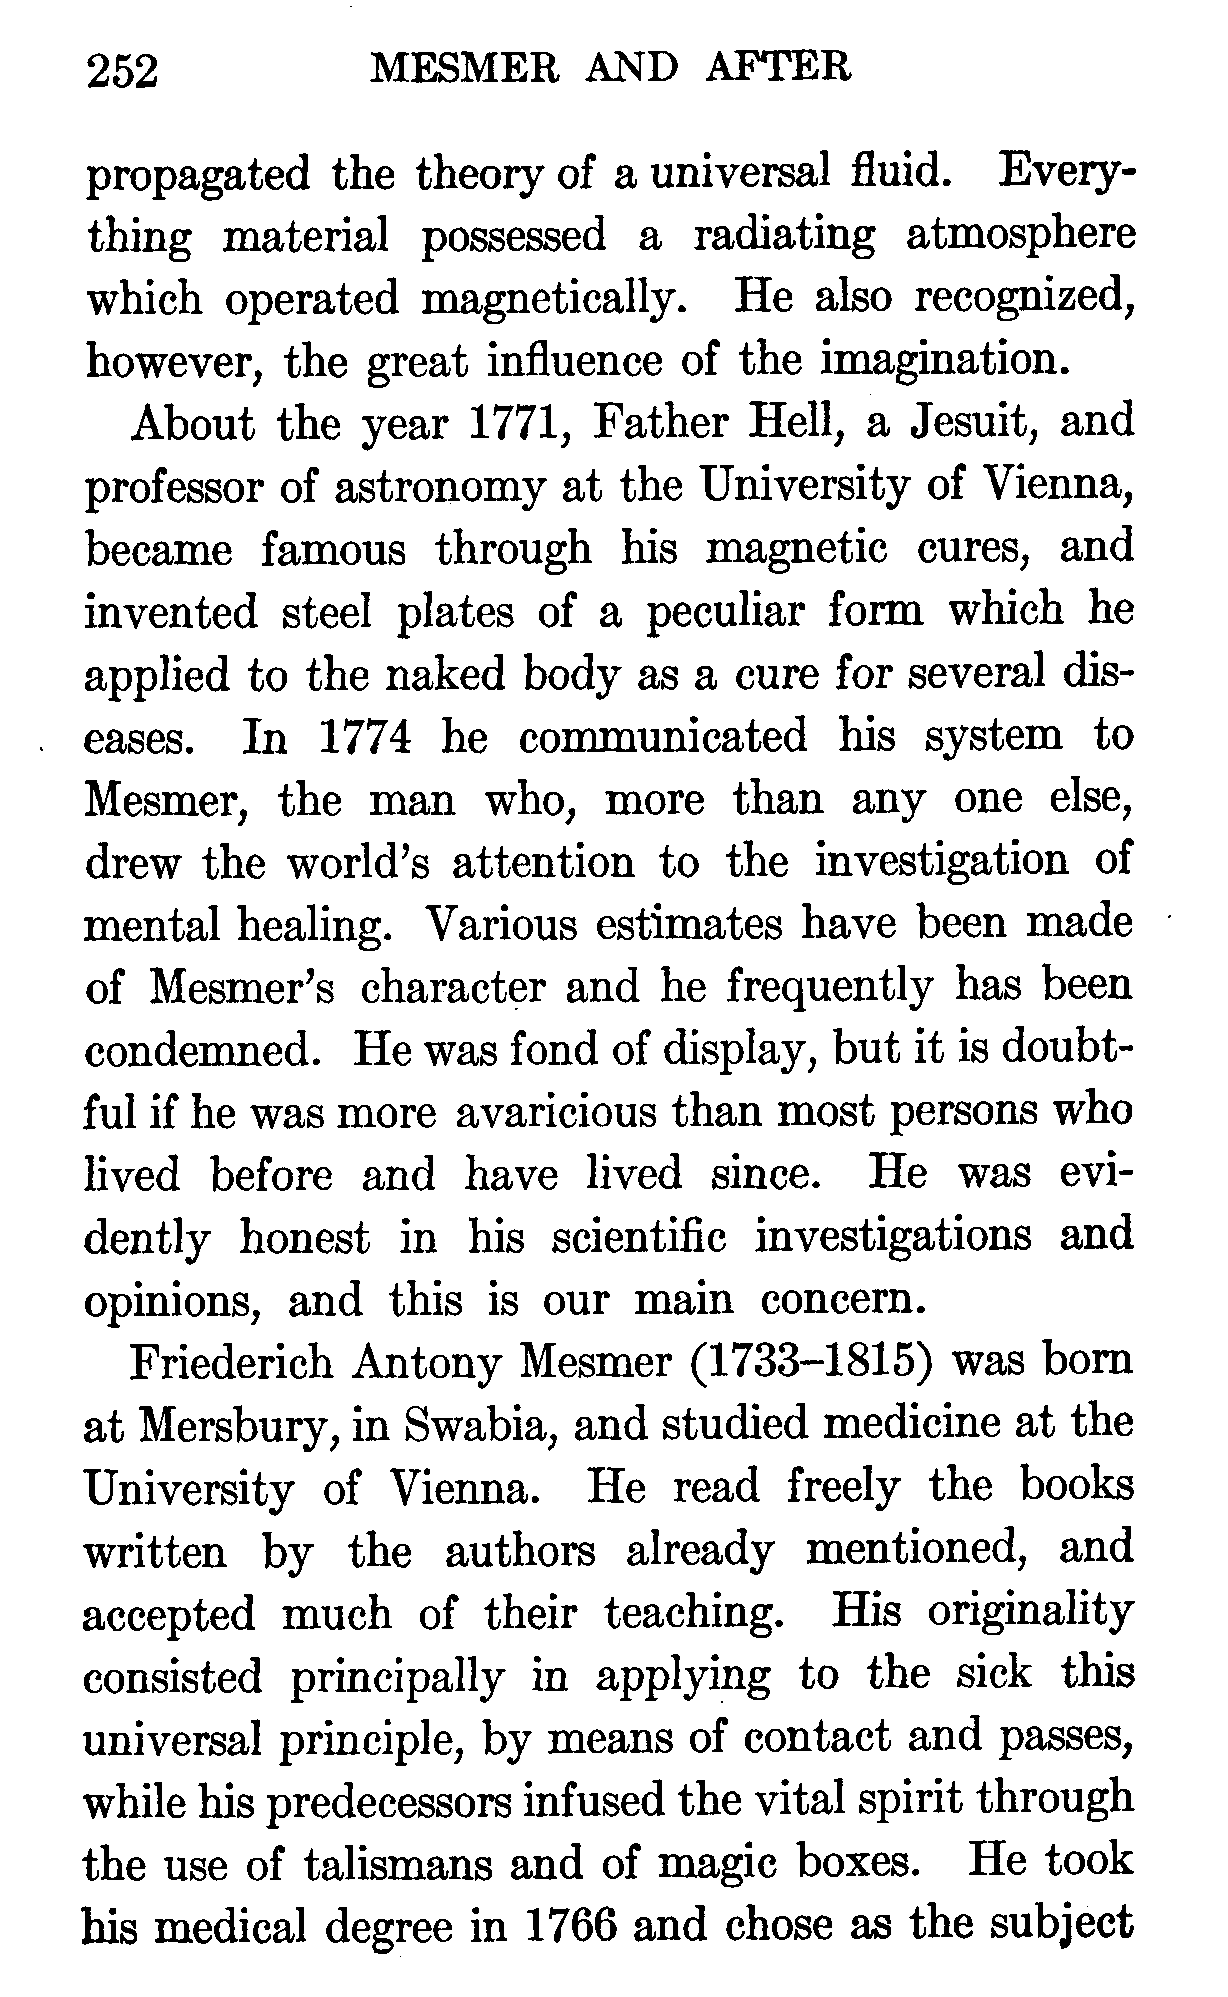 252 MESMER AND AFTER
propagated the theory of a universal fluid. Every-
thing material possessed a radiating atmosphere
which operated magnetically. He also recognized,
however, the great influence of the imagination.
About the year 1771, Father Hell, a Jesuit, and
professor of astronomy at the University of Vienna,
became famous through his magnetic cures, and
invented steel plates of a peculiar form which he
applied to the naked body as a cure for several dis-
eases. In 1774 he communicated his system to
Mesmer, the man who, more than any one else,
drew the world's attention to the investigation of
mental healing. Various estimates have been made
of Mesmer's character and he frequently has been
condemned. He was fond of display, but it is doubt-
ful if he was more avaricious than most persons who
lived before and have lived since. He was evi-
dently honest in his scientific investigations and
opinions, and this is our main concern.
Friederich Antony Mesmer (1733–1815) was born
at Mersbury, in Swabia, and studied medicine at the
University of Vienna. He read freely the books
written by the authors already mentioned, and
accepted much of their teaching. His originality
consisted principally in applying to the sick this
universal principle, by means of contact and passes,
while his predecessors infused the vital spirit through
the use of talismans and of magic boxes. He took
his medical degree in 1766 and chose as the subject